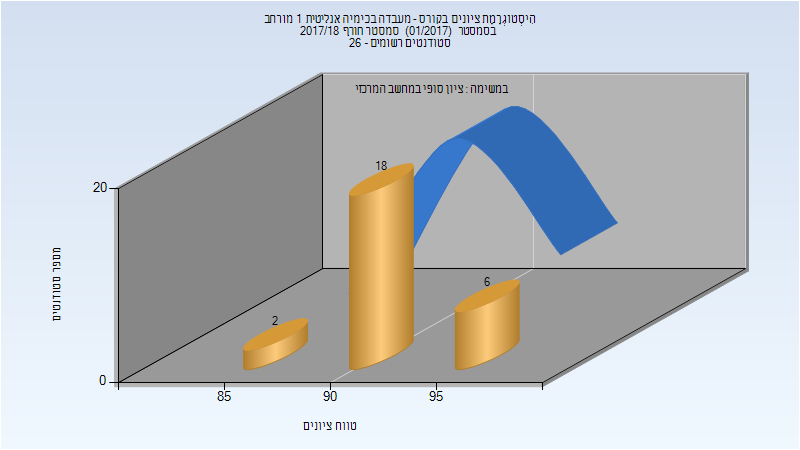 היסטוגרמת ציונים בקורס - מעבדה בכימיה אנליטית 1 מורחב
בסמסטר (01/2017) סמסטר חורף 2017/18
סטודנטים רשומים - 26
במשימה : ציון סופי במחשב המרכזי
20
0
מספר סטודנטים
2
18
6
85
90
95
טווח ציונים